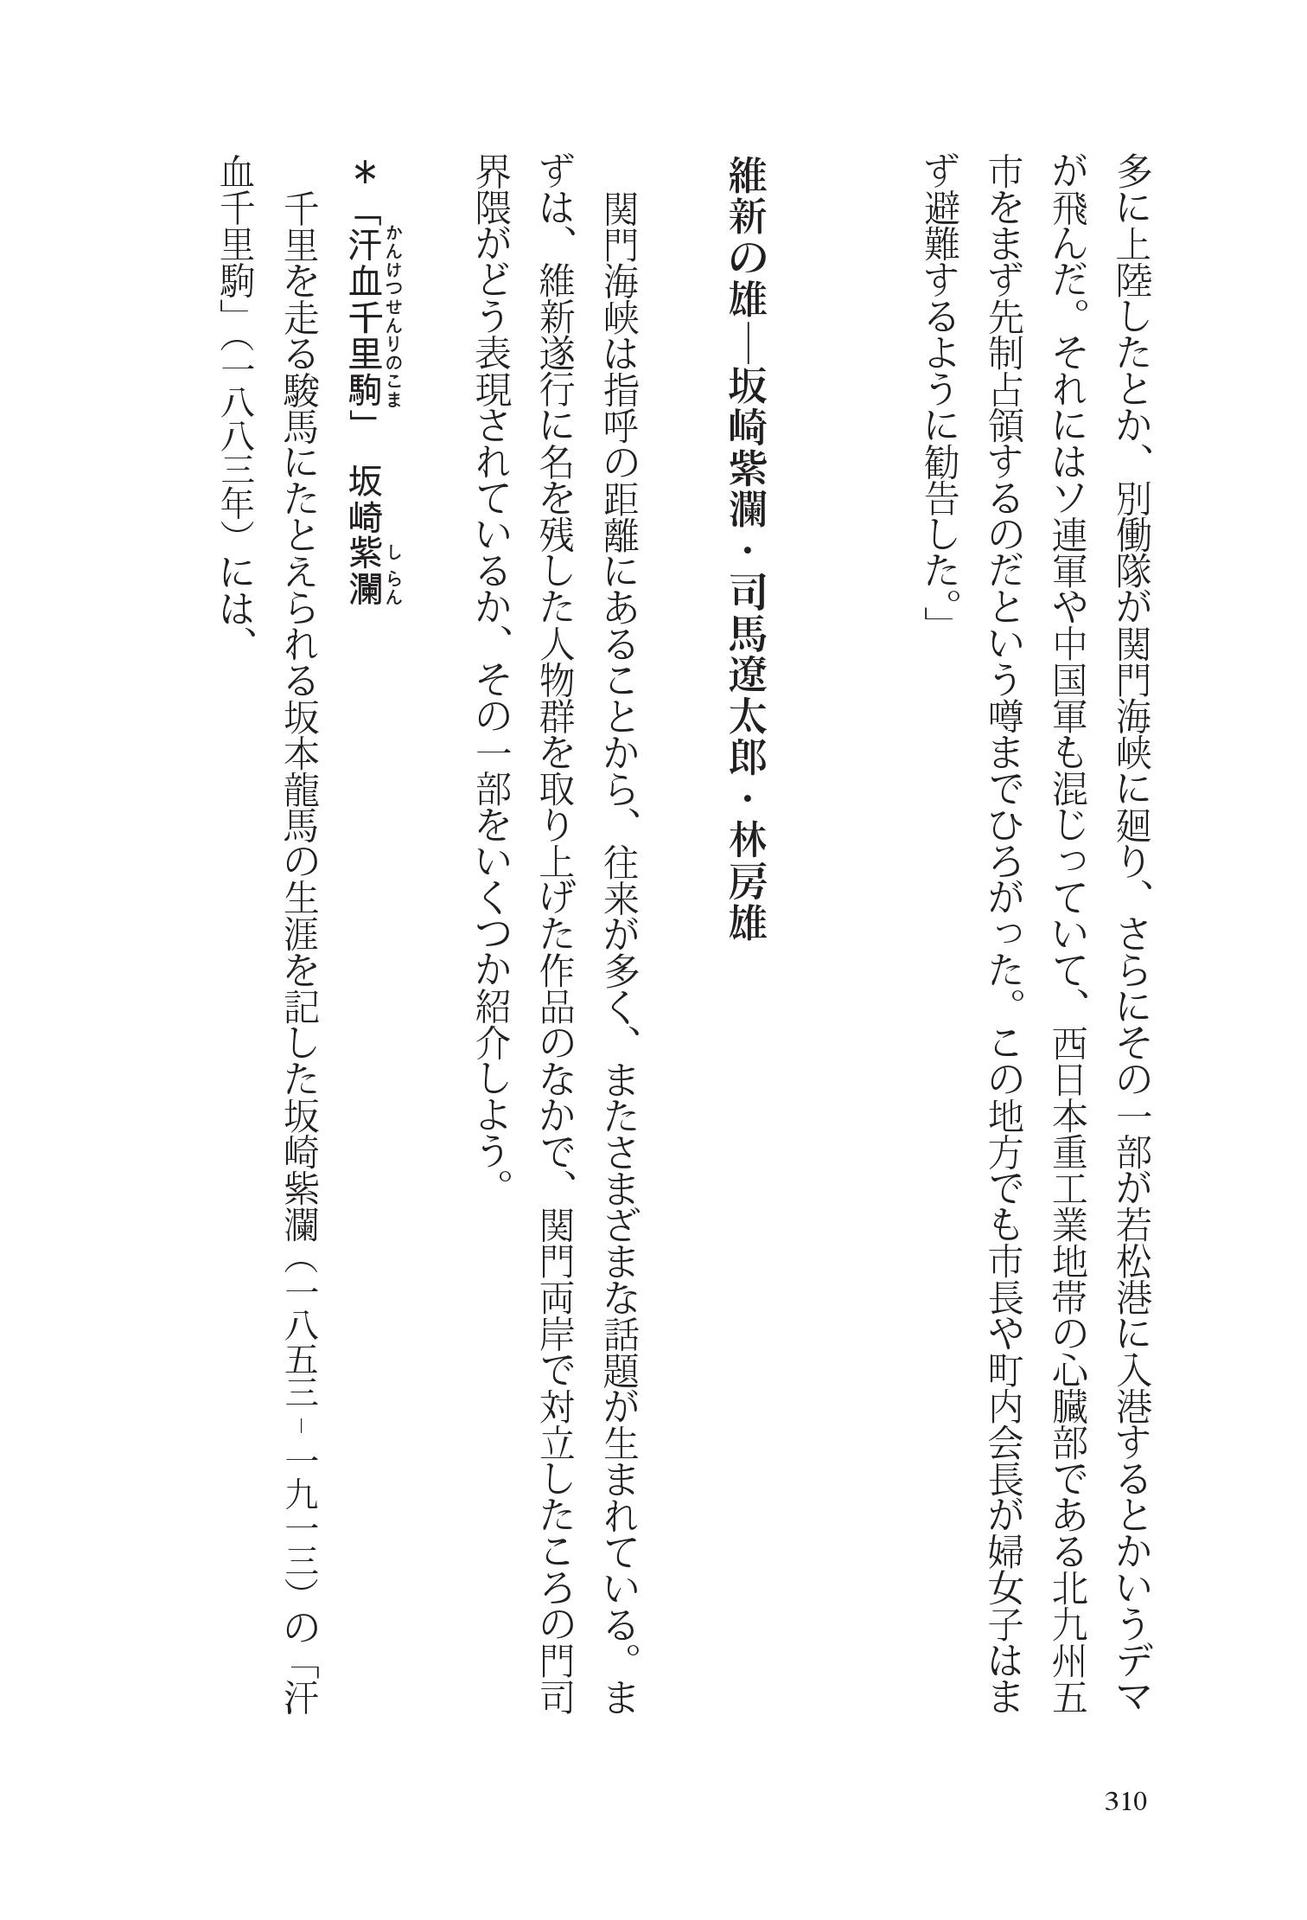 多に上陸したとか、別働隊が関門海峡に廻り、さらにその一部が若松港に入港するとかいうデマ
が飛んだ。それにはソ連軍や中国軍も混じっていて、西日本重工業地帯の心臓部である北九州五
市をまず先制占領するのだという噂までひろがった。この地方でも市長や町内会長が婦女子はま
ず避難するように勧告した。」
維新の雄―坂崎紫瀾・司馬遼太郎・林房雄
関門海峡は指呼の距離にあることから、往来が多く、またさまざまな話題が生まれている。ま
ずは、維新遂行に名を残した人物群を取り上げた作品のなかで、関門両岸で対立したころの門司
界隈がどう表現されているか、その一部をいくつか紹介しよう。
かんけつせんりのこま しらん
＊「汗血千里駒」 坂崎紫瀾
千里を走る駿馬にたとえられる坂本龍馬の生涯を記した坂崎紫瀾（一八五三－一九一三）の「汗
血千里駒」（一八八三年）には、
310